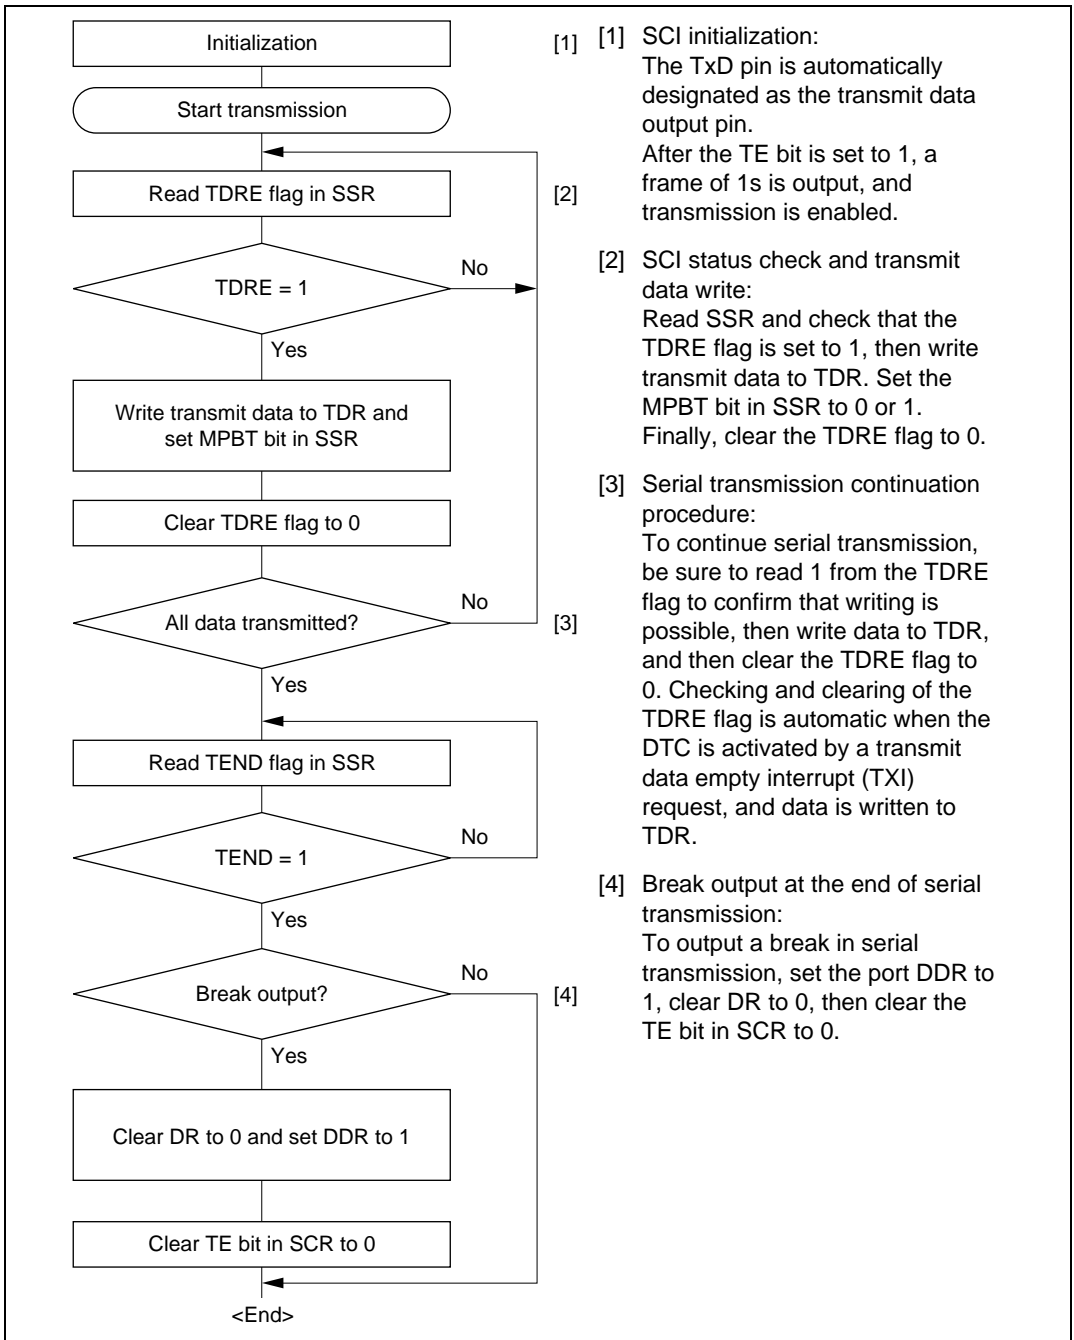 Initialization
[1]
Start transmission
Read TDRE flag in SSR
[2]
TDRE = 1
No
Yes
Write transmit data to TDR and
set MPBT bit in SSR
Clear TDRE flag to 0
All data transmitted?
No
[3]
Yes
Read TEND flag in SSR
TEND = 1
No
Yes
Break output?
No
[4]
Yes
Clear DR to 0 and set DDR to 1
Clear TE bit in SCR to 0
<End>
[1] SCI initialization:
The TxD pin is automatically
designated as the transmit data
output pin.
After the TE bit is set to 1, a
frame of 1s is output, and
transmission is enabled.
[2] SCI status check and transmit
data write:
Read SSR and check that the
TDRE flag is set to 1, then write
transmit data to TDR. Set the
MPBT bit in SSR to 0 or 1.
Finally, clear the TDRE flag to 0.
[3] Serial transmission continuation
procedure:
To continue serial transmission,
be sure to read 1 from the TDRE
flag to confirm that writing is
possible, then write data to TDR,
and then clear the TDRE flag to
0. Checking and clearing of the
TDRE flag is automatic when the
DTC is activated by a transmit
data empty interrupt (TXI)
request, and data is written to
TDR.
[4] Break output at the end of serial
transmission:
To output a break in serial
transmission, set the port DDR to
1, clear DR to 0, then clear the
TE bit in SCR to 0.